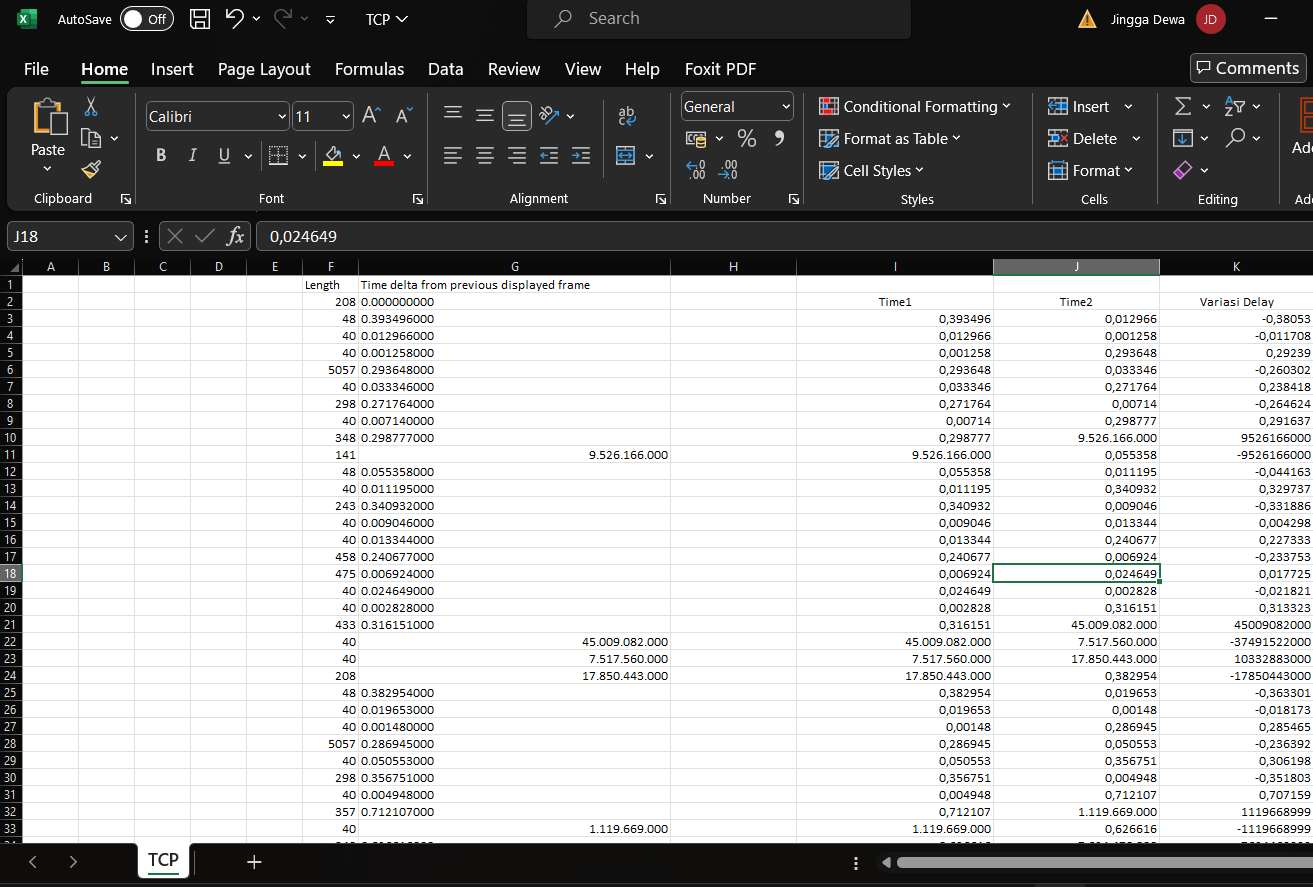 AutoSave Off TCP Search Jingga Dewa JD
File Home Insert Page Layout Formulas Data Review View Help Foxit PDF Comments
Paste Calibri 11 General Conditional Formatting Insert
Format as Table Delete
Cell Styles Format
B I U A ab % Ad
Clipboard Font Alignment Number Styles Cells Editing Ad
J18 fx 0,024649
A B C D E F G H I J K
1 Length Time delta from previous displayed frame
2 208 0.000000000 Time1 Time2 Variasi Delay
3 48 0.393496000 0,393496 0,012966 -0,38053
4 40 0.012966000 0,012966 0,001258 -0,011708
5 40 0.001258000 0,001258 0,293648 0,29239
6 5057 0.293648000 0,293648 0,033346 -0,260302
7 40 0.033346000 0,033346 0,271764 0,238418
8 298 0.271764000 0,271764 0,00714 -0,264624
9 40 0.007140000 0,00714 0,298777 0,291637
10 348 0.298777000 0,298777 9.526.166.000 9526166000
11 141 9.526.166.000 9.526.166.000 0,055358 -9526166000
12 48 0.055358000 0,055358 0,011195 -0,044163
13 40 0.011195000 0,011195 0,340932 0,329737
14 243 0.340932000 0,340932 0,009046 -0,331886
15 40 0.009046000 0,009046 0,013344 0,004298
16 40 0.013344000 0,013344 0,240677 0,227333
17 458 0.240677000 0,240677 0,006924 -0,233753
18 475 0.006924000 0,006924 0,024649 0,017725
19 40 0.024649000 0,024649 0,002828 -0,021821
20 40 0.002828000 0,002828 0,316151 0,313323
21 433 0.316151000 0,316151 45.009.082.000 45009082000
22 40 45.009.082.000 45.009.082.000 7.517.560.000 -37491522000
23 40 7.517.560.000 7.517.560.000 17.850.443.000 10332883000
24 208 17.850.443.000 17.850.443.000 0,382954 -17850443000
25 48 0.382954000 0,382954 0,019653 -0,363301
26 40 0.019653000 0,019653 0,00148 -0,018173
27 40 0.001480000 0,00148 0,286945 0,285465
28 5057 0.286945000 0,286945 0,050553 -0,236392
29 40 0.050553000 0,050553 0,356751 0,306198
30 298 0.356751000 0,356751 0,004948 -0,351803
31 40 0.004948000 0,004948 0,712107 0,707159
32 357 0.712107000 0,712107 1.119.669.000 1119668999
33 40 1.119.669.000 1.119.669.000 0,626616 -1119668999
TCP